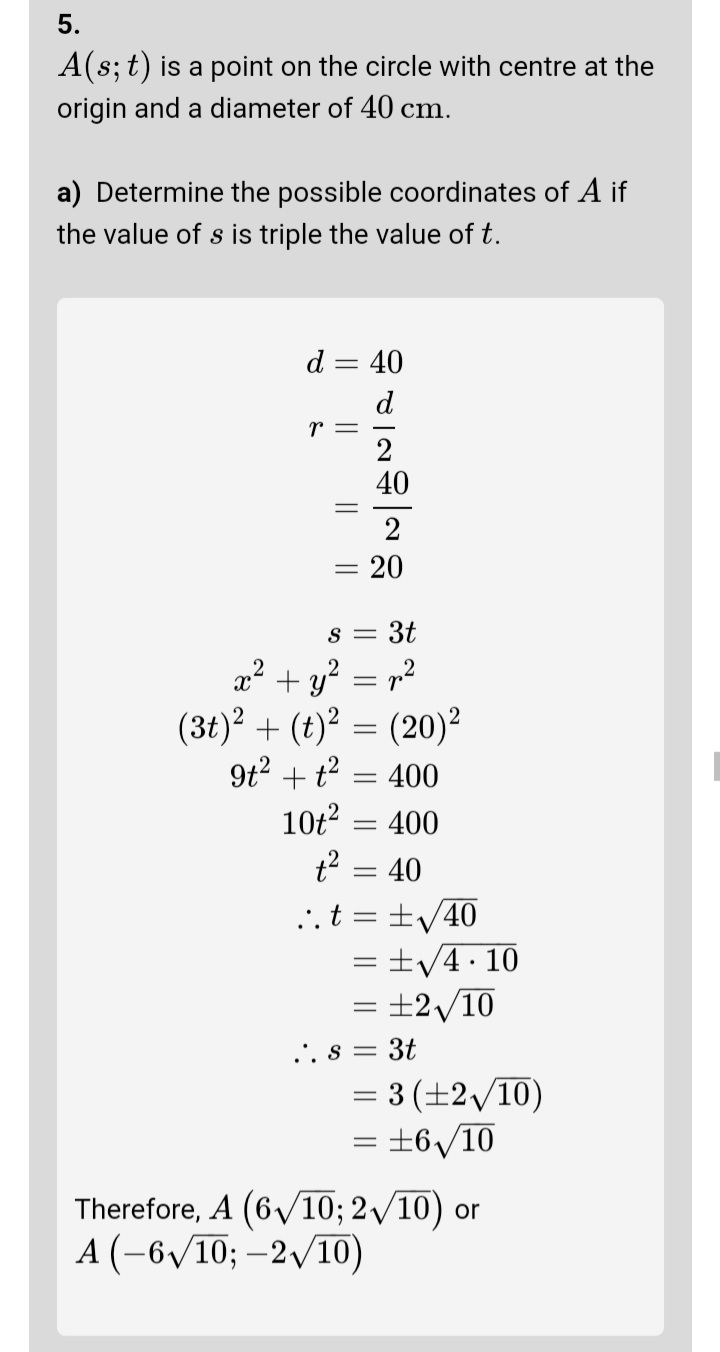 5.
A(s; t) is a point on the circle with centre at the
origin and a diameter of 40 cm.
a) Determine the possible coordinates of A if
the value of s is triple the value of t.
d = 40
r = d/2
= 40/2
= 20
s = 3t
x² + y² = r²
(3t)² + (t)² = (20)²
9t² + t² = 400
10t² = 400
t² = 40
∴ t = ±√40
= ±√(4 · 10)
= ±2√10
∴ s = 3t
= 3 (±2√10)
= ±6√10
Therefore, A (6√10; 2√10) or
A (−6√10; −2√10)